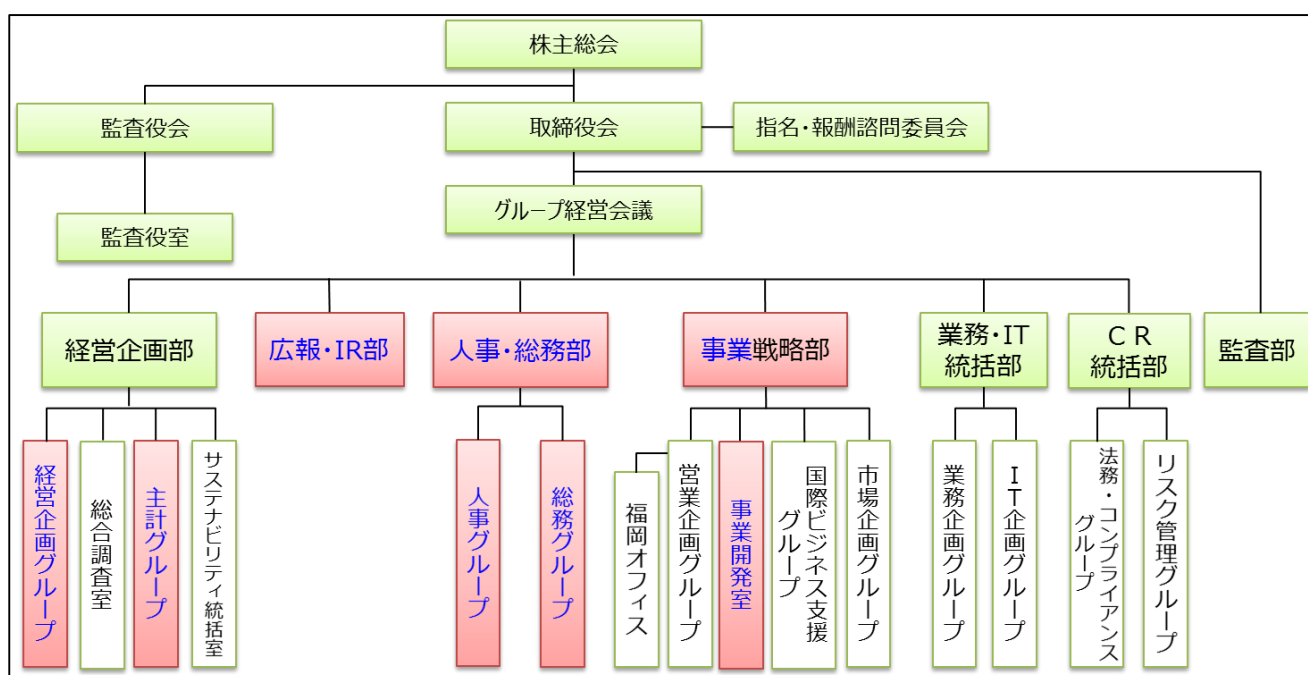 株主総会
監査役会
取締役会
指名・報酬諮問委員会
グループ経営会議
監査役室
経営企画部
広報・IR部
人事・総務部
事業戦略部
業務・IT
統括部
ＣＲ
統括部
監査部
経営企画グループ
総合調査室
主計グループ
サステナビリティ統括室
人事グループ
総務グループ
福岡オフィス
営業企画グループ
事業開発室
国際ビジネス支援
グループ
市場企画グループ
業務企画グループ
ＩＴ企画グループ
法務・コンプライアンス
グループ
リスク管理グループ